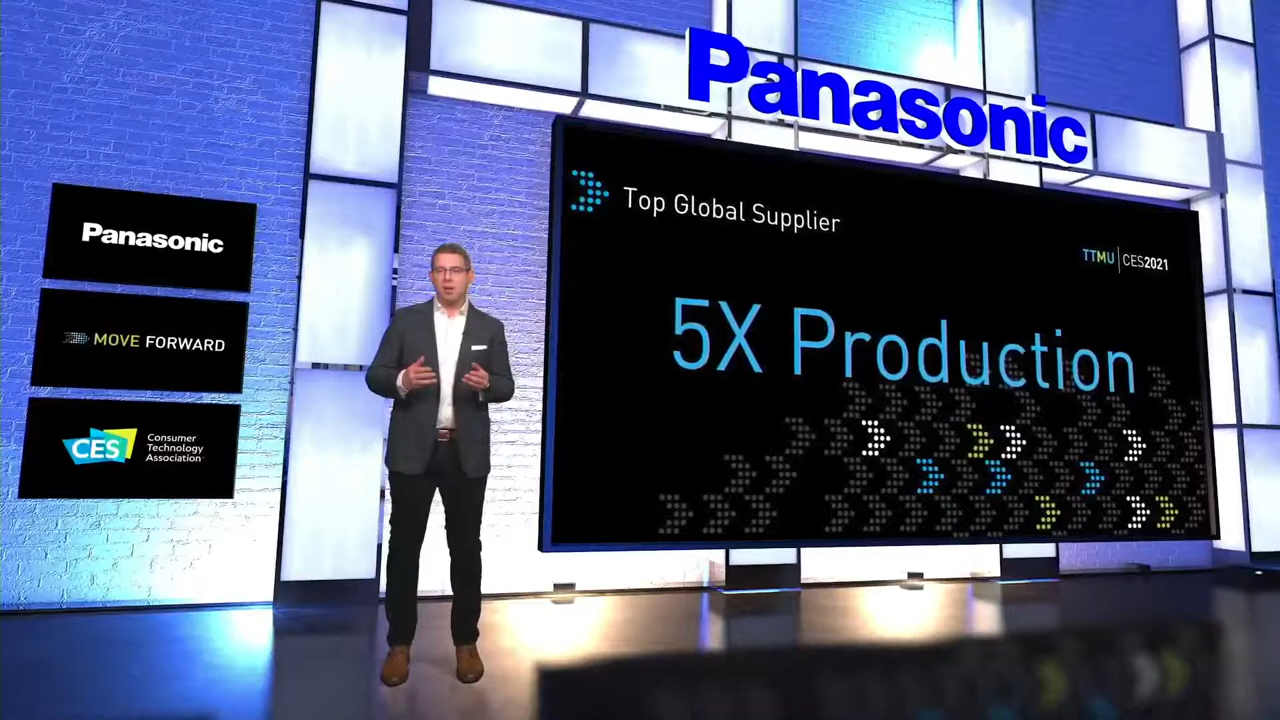 Panasonic
Top Global Supplier
TTMU|CES2021
5X Production
Panasonic
MOVE FORWARD
CES
Consumer
Technology
Association